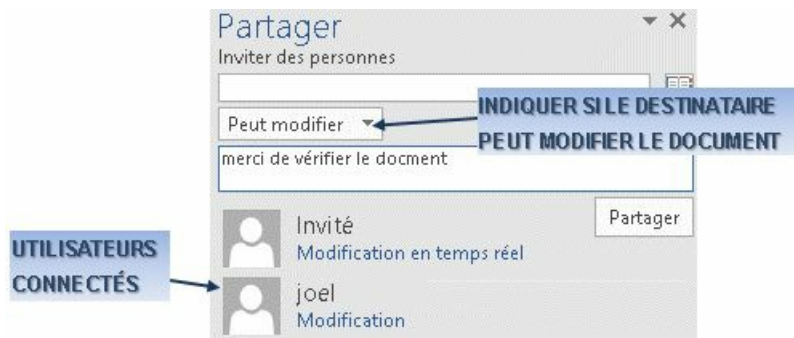 Partager
Inviter des personnes
INDIQUER SI LE DESTINATAIRE
PEUT MODIFIER LE DOCUMENT
Peut modifier
merci de vérifier le docment
Partager
Invité
Modification en temps réel
UTILISATEURS
CONNECTÉS
joel
Modification